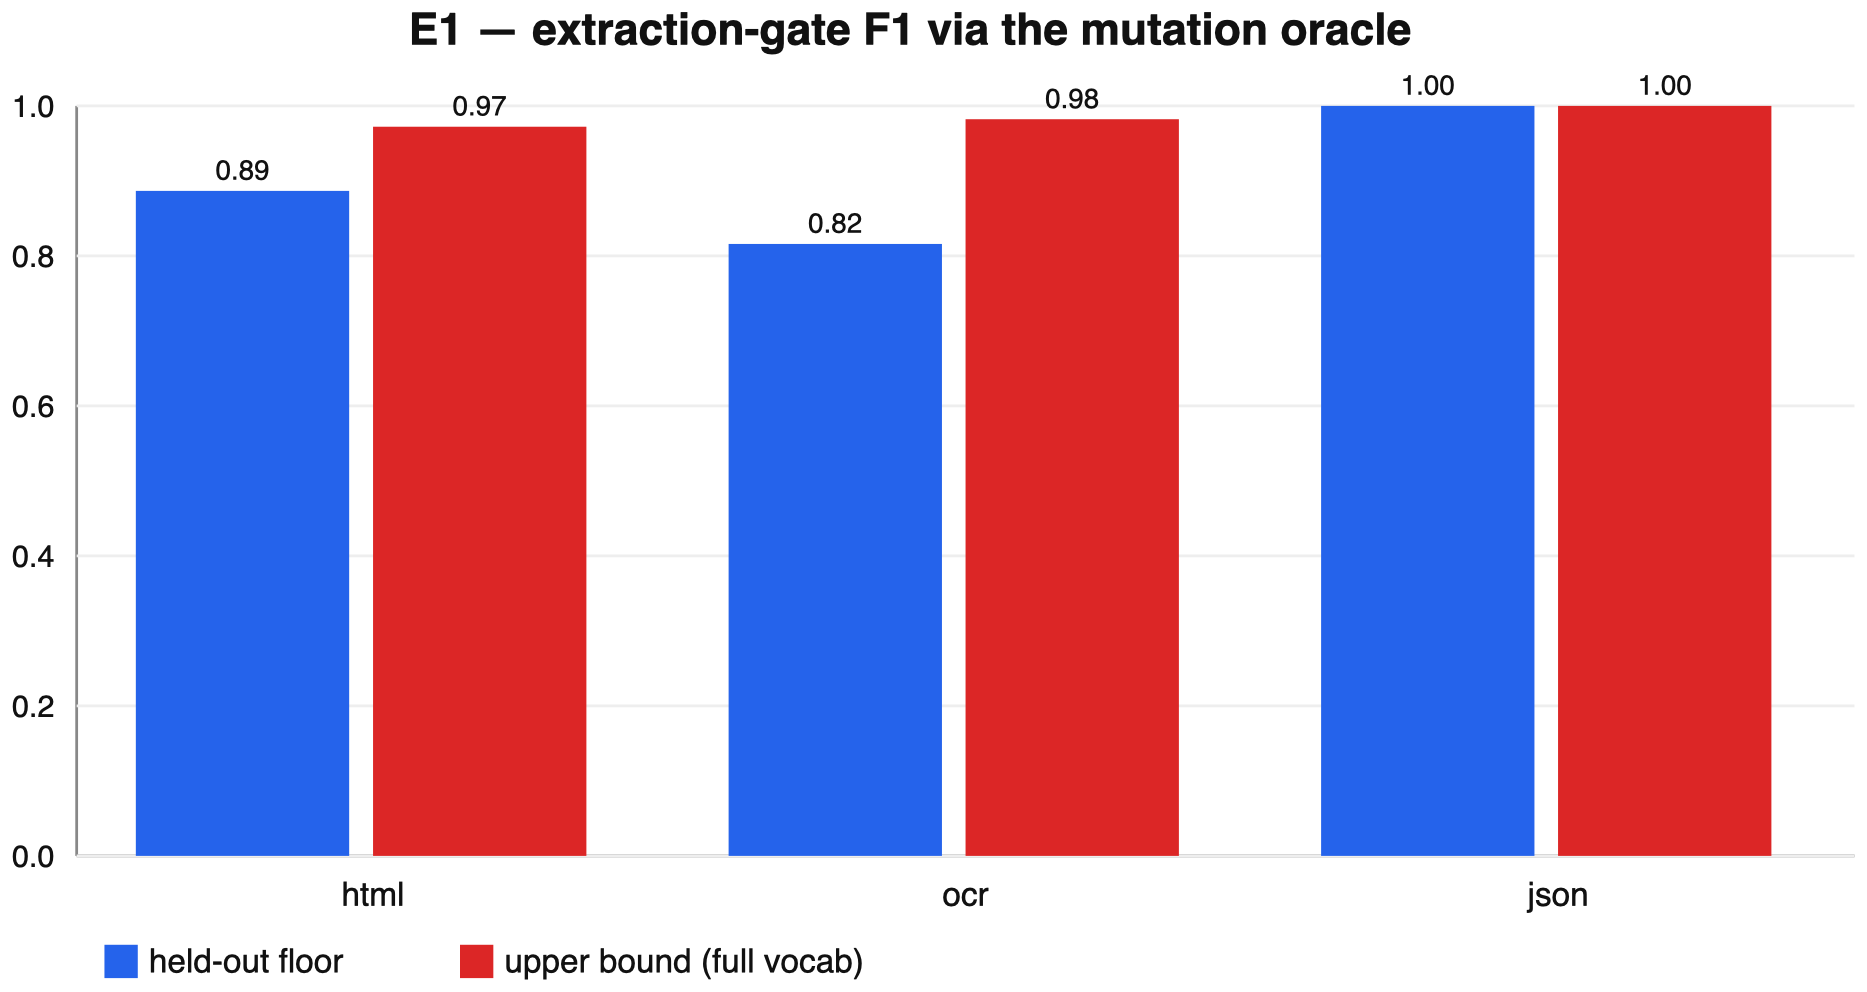 E1 — extraction-gate F1 via the mutation oracle
1.0
0.8
0.6
0.4
0.2
0.0
0.89
0.97
0.82
0.98
1.00
1.00
html
ocr
json
held-out floor
upper bound (full vocab)